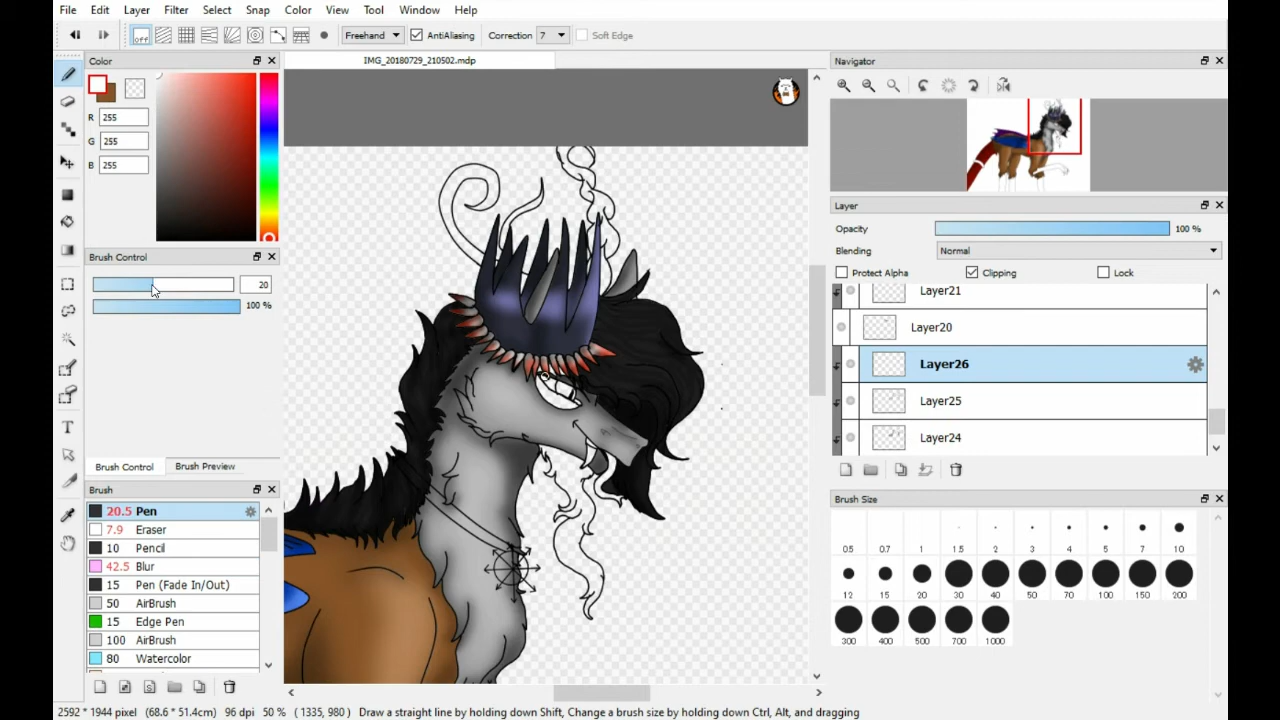 File Edit Layer Filter Select Snap Color View Tool Window Help
off Freehand AntiAliasing Correction 7 Soft Edge
Color
IMG_20180729_210502.mdp
Navigator
R 255
G 255
B 255
Layer
Opacity 100 %
Blending Normal
Protect Alpha Clipping Lock
Brush Control
20
100 %
Layer21
Layer20
Layer26
Layer25
Layer24
Brush Control Brush Preview
Brush
20.5 Pen
7.9 Eraser
10 Pencil
42.5 Blur
15 Pen (Fade In/Out)
50 AirBrush
15 Edge Pen
100 AirBrush
80 Watercolor
Brush Size
0.5 0.7 1 1.5 2 3 4 5 7 10
12 15 20 30 40 50 70 100 150 200
300 400 500 700 1000
2592 * 1944 pixel (68.6 * 51.4cm) 96 dpi 50 % ( 1335, 980 ) Draw a straight line by holding down Shift, Change a brush size by holding down Ctrl, Alt, and dragging